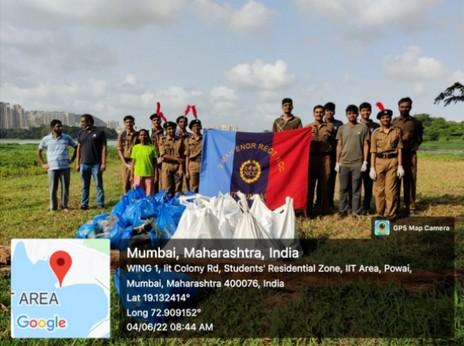 GPS Map Camera
Mumbai, Maharashtra, India
WING 1, Iit Colony Rd, Students' Residential Zone, IIT Area, Powai,
Mumbai, Maharashtra 400076, India
Lat 19.132414°
Long 72.909152°
04/06/22 08:44 AM
AREA
Google